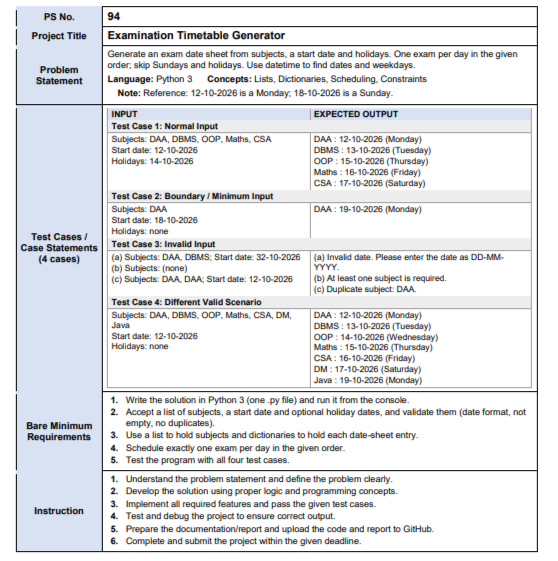 PS No.
94
Project Title
Examination Timetable Generator
Problem
Statement
Generate an exam date sheet from subjects, a start date and holidays. One exam per day in the given
order; skip Sundays and holidays. Use datetime to find dates and weekdays.
Language: Python 3 Concepts: Lists, Dictionaries, Scheduling, Constraints
Note: Reference: 12-10-2026 is a Monday; 18-10-2026 is a Sunday.
Test Cases /
Case Statements
(4 cases)
INPUT
EXPECTED OUTPUT
Test Case 1: Normal Input
Subjects: DAA, DBMS, OOP, Maths, CSA
Start date: 12-10-2026
Holidays: 14-10-2026
DAA : 12-10-2026 (Monday)
DBMS : 13-10-2026 (Tuesday)
OOP : 15-10-2026 (Thursday)
Maths : 16-10-2026 (Friday)
CSA : 17-10-2026 (Saturday)
Test Case 2: Boundary / Minimum Input
Subjects: DAA
Start date: 18-10-2026
Holidays: none
DAA : 19-10-2026 (Monday)
Test Case 3: Invalid Input
(a) Subjects: DAA, DBMS; Start date: 32-10-2026
(b) Subjects: (none)
(c) Subjects: DAA, DAA; Start date: 12-10-2026
(a) Invalid date. Please enter the date as DD-MM-
YYYY.
(b) At least one subject is required.
(c) Duplicate subject: DAA.
Test Case 4: Different Valid Scenario
Subjects: DAA, DBMS, OOP, Maths, CSA, DM,
Java
Start date: 12-10-2026
Holidays: none
DAA : 12-10-2026 (Monday)
DBMS : 13-10-2026 (Tuesday)
OOP : 14-10-2026 (Wednesday)
Maths : 15-10-2026 (Thursday)
CSA : 16-10-2026 (Friday)
DM : 17-10-2026 (Saturday)
Java : 19-10-2026 (Monday)
Bare Minimum
Requirements
1. Write the solution in Python 3 (one .py file) and run it from the console.
2. Accept a list of subjects, a start date and optional holiday dates, and validate them (date format, not
empty, no duplicates).
3. Use a list to hold subjects and dictionaries to hold each date-sheet entry.
4. Schedule exactly one exam per day in the given order.
5. Test the program with all four test cases.
Instruction
1. Understand the problem statement and define the problem clearly.
2. Develop the solution using proper logic and programming concepts.
3. Implement all required features and pass the given test cases.
4. Test and debug the project to ensure correct output.
5. Prepare the documentation/report and upload the code and report to GitHub.
6. Complete and submit the project within the given deadline.